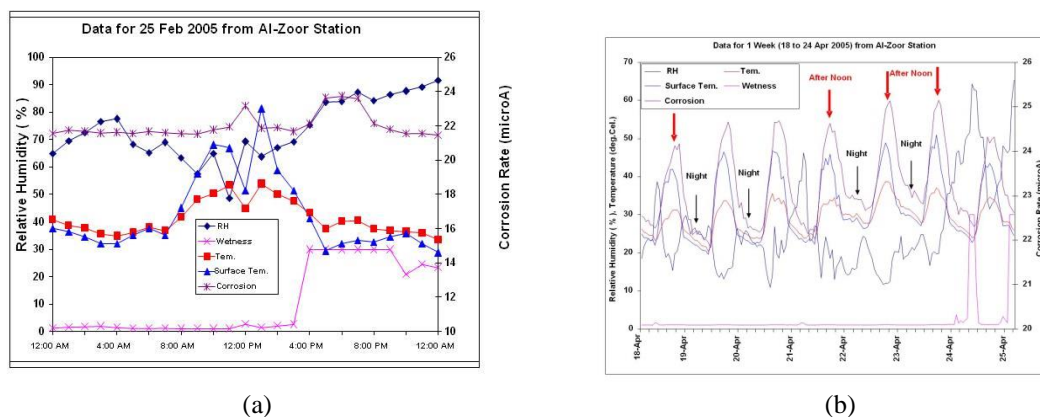 Data for 25 Feb 2005 from Al-Zoor Station
Relative Humidity ( % )
100
90
80
70
60
50
40
30
20
10
0
26
24
22
20
18
16
14
12
10
Corrosion Rate (microA)
RH
Wetness
Tem.
Surface Tem.
Corrosion
12:00 AM 4:00 AM 8:00 AM 12:00 PM 4:00 PM 8:00 PM 12:00 AM
(a)
Data for 1 Week (18 to 24 Apr 2005) from Al-Zoor Station
Relative Humidity ( % ), Temperature (deg.Cel.)
70
60
50
40
30
20
10
0
26
25
24
23
22
21
20
Corrosion Rate (microA)
RH Tem.
Surface Tem. Wetness
Corrosion
After Noon
After Noon
Night
Night
Night
Night
18-Apr 19-Apr 20-Apr 21-Apr 22-Apr 23-Apr 24-Apr 25-Apr
(b)